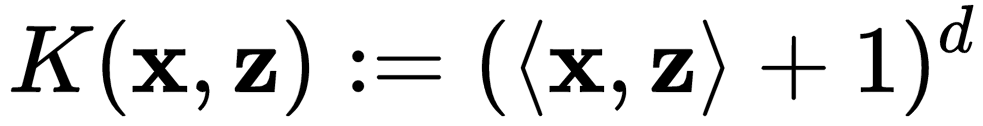 K(𝐱, 𝐳) := (⟨𝐱, 𝐳⟩ + 1)ᵈ